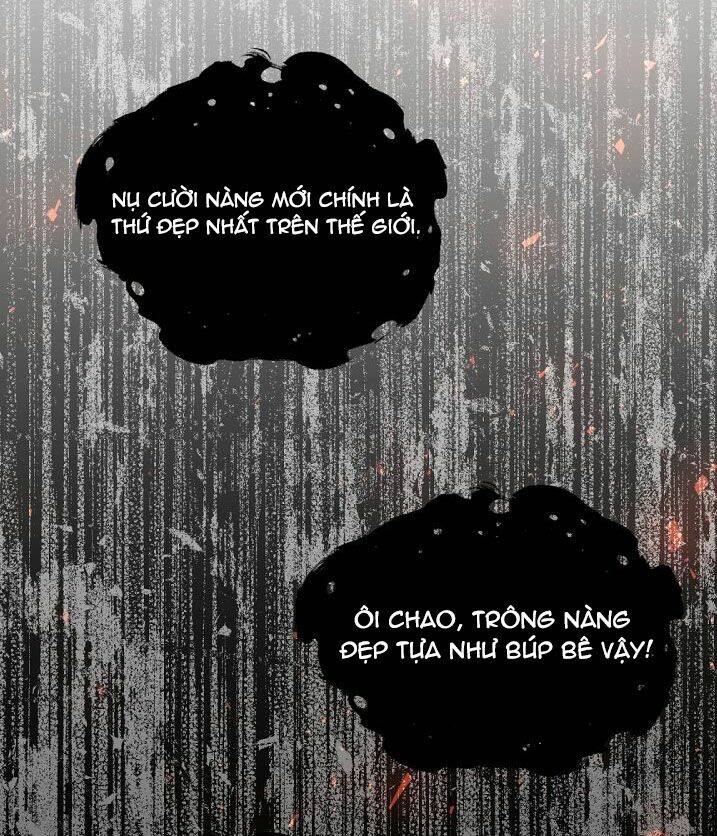 NỤ CƯỜI NÀNG MỚI CHÍNH LÀ
THỨ ĐẸP NHẤT TRÊN THẾ GIỚI.
ÔI CHAO, TRÔNG NÀNG
ĐẸP TỰA NHƯ BÚP BÊ VẬY!